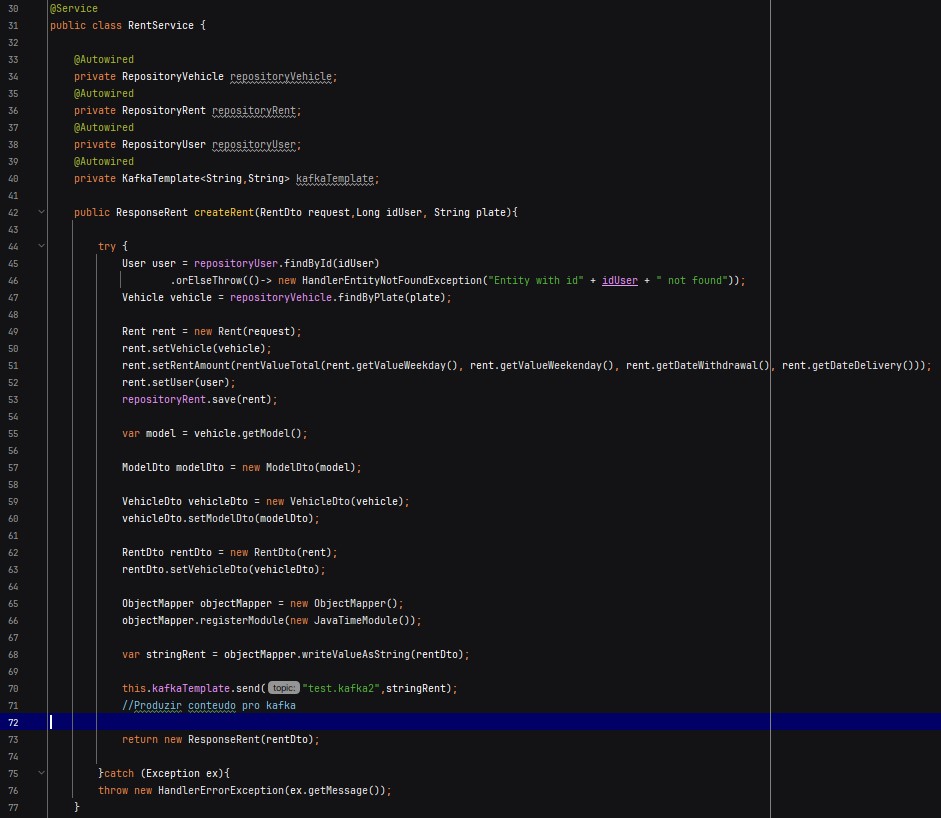 30 @Service
31 public class RentService {
32
33 @Autowired
34 private RepositoryVehicle repositoryVehicle;
35 @Autowired
36 private RepositoryRent repositoryRent;
37 @Autowired
38 private RepositoryUser repositoryUser;
39 @Autowired
40 private KafkaTemplate<String,String> kafkaTemplate;
41
42 public ResponseRent createRent(RentDto request,Long idUser, String plate){
43
44 try {
45 User user = repositoryUser.findById(idUser)
46 .orElseThrow(()-> new HandlerEntityNotFoundException("Entity with id" + idUser + " not found"));
47 Vehicle vehicle = repositoryVehicle.findByPlate(plate);
48
49 Rent rent = new Rent(request);
50 rent.setVehicle(vehicle);
51 rent.setRentAmount(rentValueTotal(rent.getValueWeekday(), rent.getValueWeekenday(), rent.getDateWithdrawal(), rent.getDateDelivery()));
52 rent.setUser(user);
53 repositoryRent.save(rent);
54
55 var model = vehicle.getModel();
56
57 ModelDto modelDto = new ModelDto(model);
58
59 VehicleDto vehicleDto = new VehicleDto(vehicle);
60 vehicleDto.setModelDto(modelDto);
61
62 RentDto rentDto = new RentDto(rent);
63 rentDto.setVehicleDto(vehicleDto);
64
65 ObjectMapper objectMapper = new ObjectMapper();
66 objectMapper.registerModule(new JavaTimeModule());
67
68 var stringRent = objectMapper.writeValueAsString(rentDto);
69
70 this.kafkaTemplate.send( topic: "test.kafka2",stringRent);
71 //Produzir conteudo pro kafka
72
73 return new ResponseRent(rentDto);
74
75 }catch (Exception ex){
76 throw new HandlerErrorException(ex.getMessage());
77 }